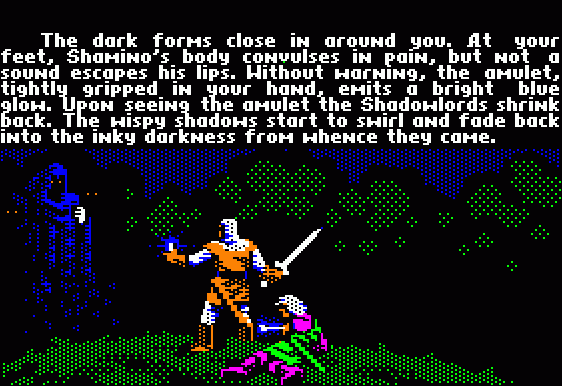 The dark forms close in around you. At your
feet, Shamino's body convulses in pain, but not a
sound escapes his lips. Without warning, the amulet,
tightly gripped in your hand, emits a bright blue
glow. Upon seeing the amulet the Shadowlords shrink
back. The wispy shadows start to swirl and fade back
into the inky darkness from whence they came.